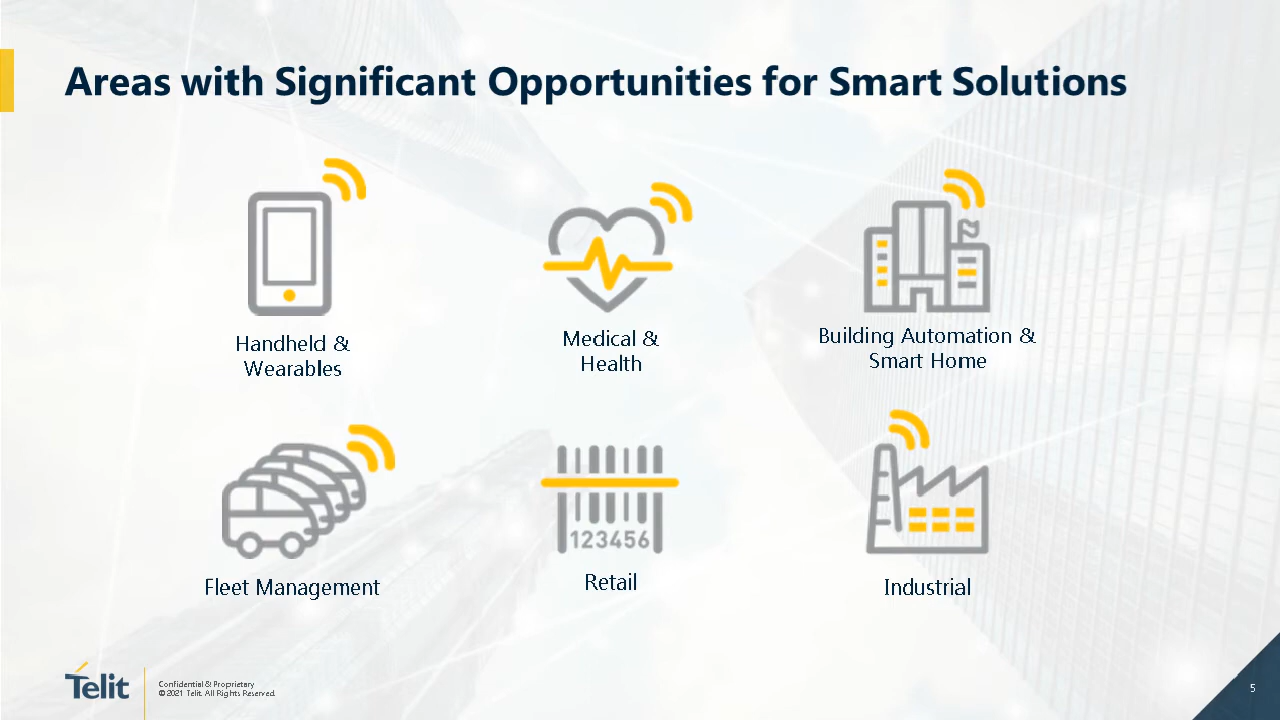 Areas with Significant Opportunities for Smart Solutions
Handheld &
Wearables
Medical &
Health
Building Automation &
Smart Home
Fleet Management
123456
Retail
Industrial
Telit
Confidential & Proprietary
©2021 Telit. All Rights Reserved.
5